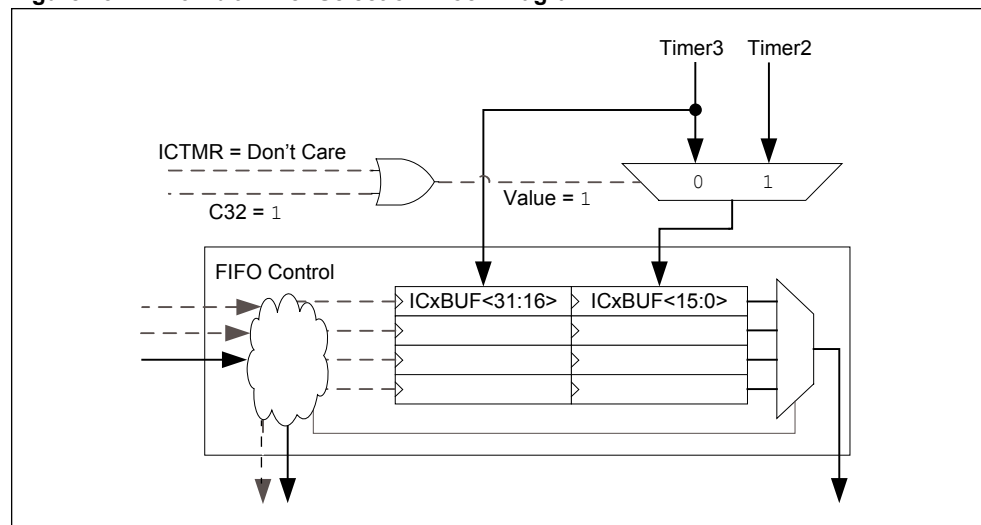 Timer3 Timer2
ICTMR = Don't Care
0 1
Value = 1
C32 = 1
FIFO Control
ICxBUF<31:16> ICxBUF<15:0>